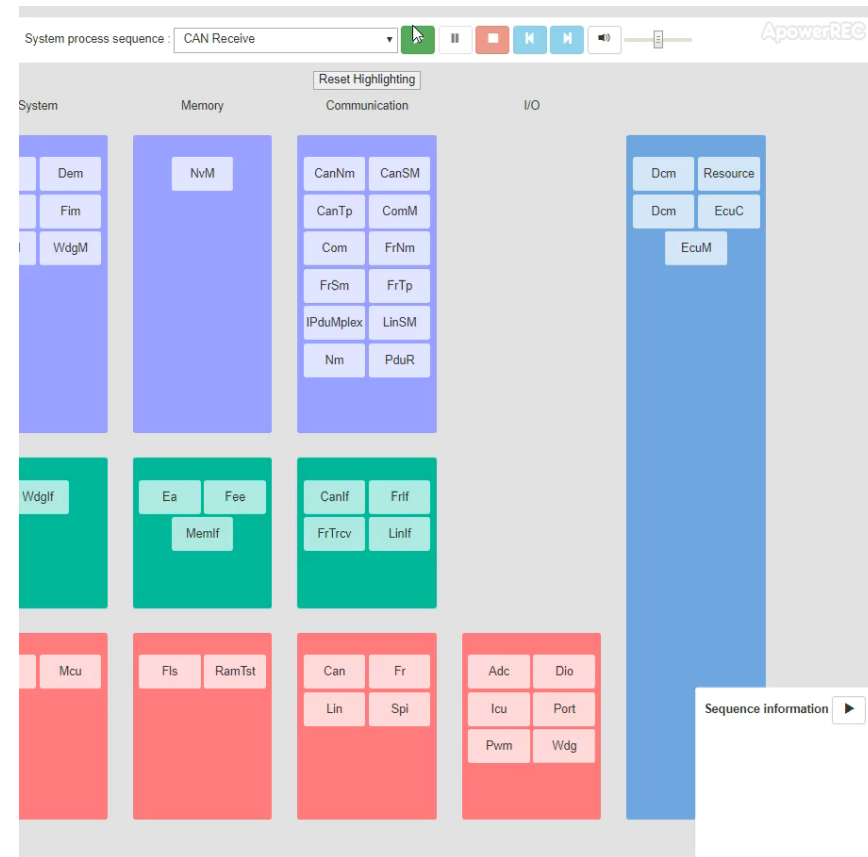 System process sequence : CAN Receive
ApowerREC
Reset Highlighting
System Memory Communication I/O
Dem NvM CanNm CanSM Dcm Resource
Fim CanTp ComM Dcm EcuC
WdgM Com FrNm EcuM
FrSm FrTp
IPduMplex LinSM
Nm PduR
WdgIf Ea Fee CanIf FrIf
MemIf FrTrcv LinIf
Mcu Fls RamTst Can Fr Adc Dio
Lin Spi Icu Port
Pwm Wdg
Sequence information